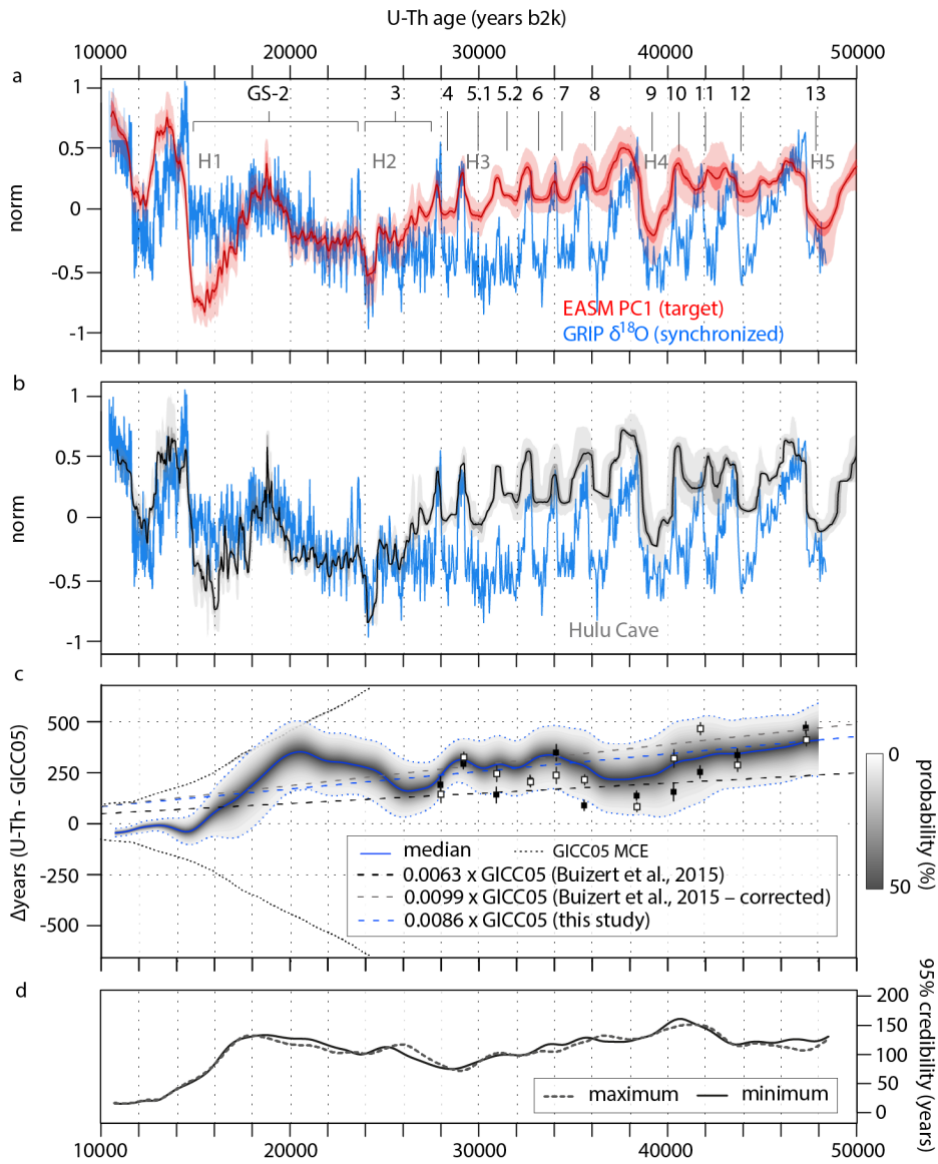 U-Th age (years b2k)
10000 20000 30000 40000 50000
a
1
0.5
0
-0.5
-1
norm
GS-2 3 4 5.1 5.2 6 7 8 9 10 11 12 13
H1 H2 H3 H4 H5
EASM PC1 (target)
GRIP δ¹⁸O (synchronized)
b
1
0.5
0
-0.5
-1
norm
Hulu Cave
c
500
250
0
-250
-500
Δyears (U-Th - GICC05)
median GICC05 MCE
0.0063 x GICC05 (Buizert et al., 2015)
0.0099 x GICC05 (Buizert et al., 2015 – corrected)
0.0086 x GICC05 (this study)
0
50
probability (%)
d
200
150
100
50
0
95% credibility (years)
maximum minimum
10000 20000 30000 40000 50000